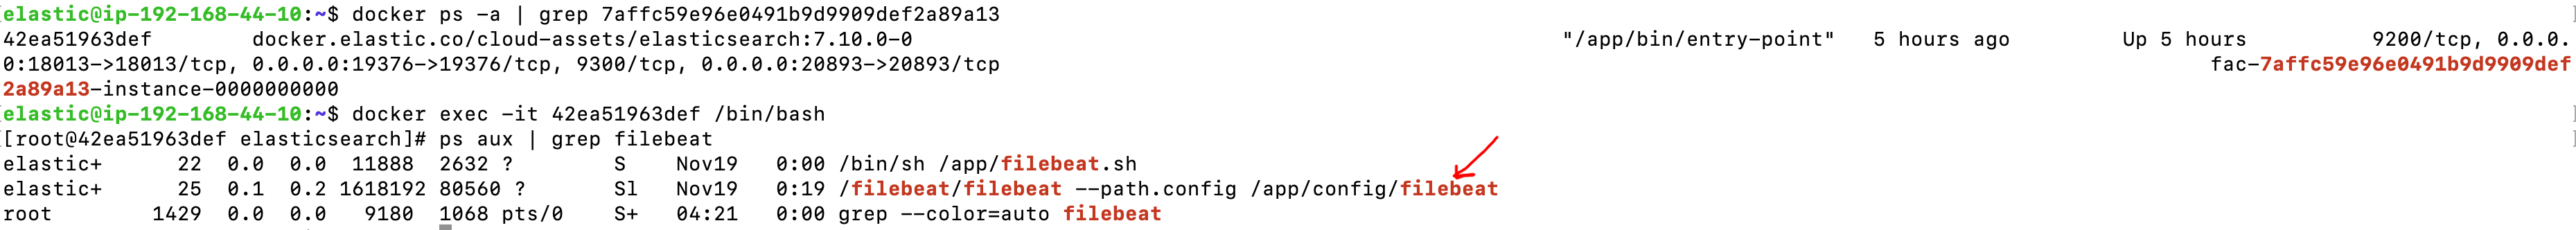 elastic@ip-192-168-44-10:~$ docker ps -a | grep 7affc59e96e0491b9d9909def2a89a13
42ea51963def        docker.elastic.co/cloud-assets/elasticsearch:7.10.0-0                                                    "/app/bin/entry-point"   5 hours ago         Up 5 hours          9200/tcp, 0.0.0.
0:18013->18013/tcp, 0.0.0.0:19376->19376/tcp, 9300/tcp, 0.0.0.0:20893->20893/tcp                                                                                                 fac-7affc59e96e0491b9d9909def
2a89a13-instance-0000000000
elastic@ip-192-168-44-10:~$ docker exec -it 42ea51963def /bin/bash
[root@42ea51963def elasticsearch]# ps aux | grep filebeat
elastic+      22  0.0  0.0  11888  2632 ?        S    Nov19   0:00 /bin/sh /app/filebeat.sh
elastic+      25  0.1  0.2 1618192 80560 ?       Sl   Nov19   0:19 /filebeat/filebeat --path.config /app/config/filebeat
root        1429  0.0  0.0   9180  1068 pts/0    S+   04:21   0:00 grep --color=auto filebeat